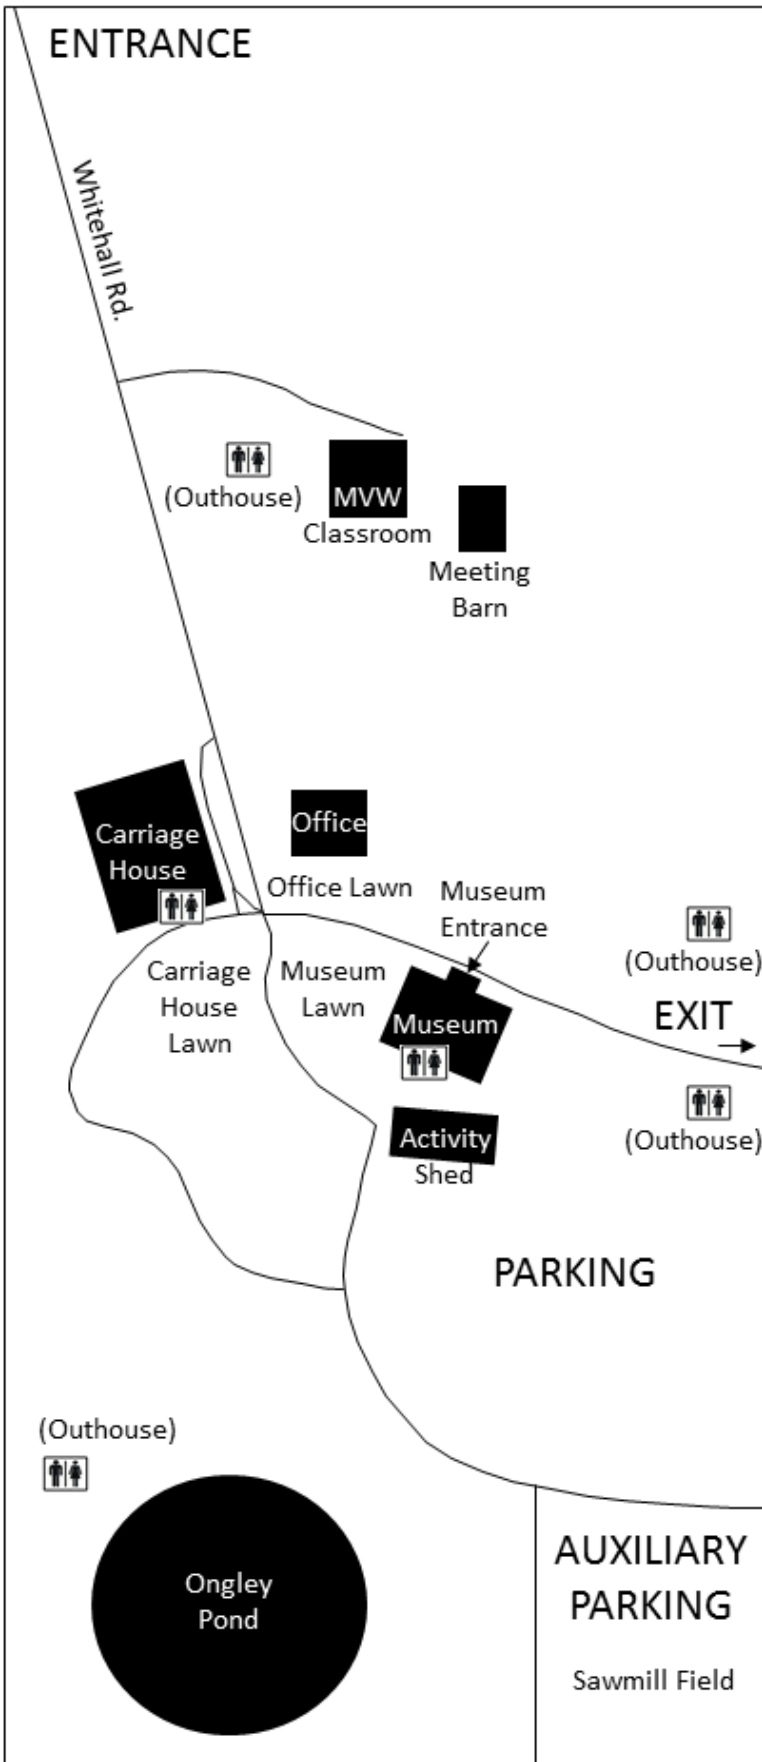 ENTRANCE
Whitehall Rd.
(Outhouse)
MVW
Classroom
Meeting
Barn
Carriage
House
Office
Office Lawn
Museum
Entrance
(Outhouse)
Carriage
House
Lawn
Museum
Lawn
Museum
EXIT
(Outhouse)
Activity
Shed
PARKING
(Outhouse)
Ongley
Pond
AUXILIARY
PARKING
Sawmill Field